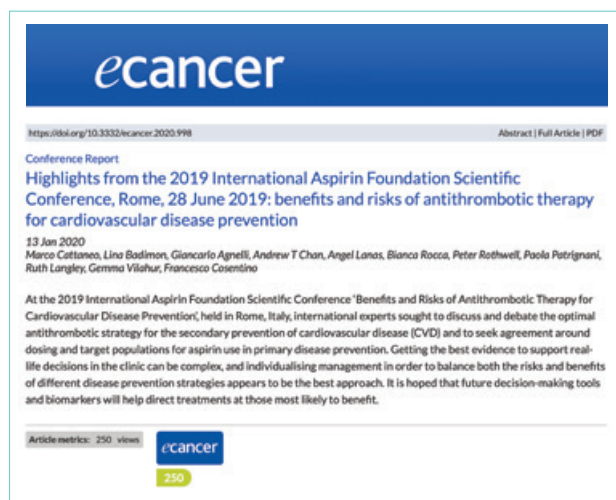 ecancer
https://doi.org/10.3332/ecancer.2020.998 Abstract | Full Article | PDF
Conference Report
Highlights from the 2019 International Aspirin Foundation Scientific
Conference, Rome, 28 June 2019: benefits and risks of antithrombotic therapy
for cardiovascular disease prevention
13 Jan 2020
Marco Cattaneo, Lina Badimon, Giancarlo Agnelli, Andrew T Chan, Angel Lanas, Bianca Rocca, Peter Rothwell, Paola Patrignani,
Ruth Langley, Gemma Vilahur, Francesco Cosentino
At the 2019 International Aspirin Foundation Scientific Conference 'Benefits and Risks of Antithrombotic Therapy for
Cardiovascular Disease Prevention', held in Rome, Italy, international experts sought to discuss and debate the optimal
antithrombotic strategy for the secondary prevention of cardiovascular disease (CVD) and to seek agreement around
dosing and target populations for aspirin use in primary disease prevention. Getting the best evidence to support real-
life decisions in the clinic can be complex, and individualising management in order to balance both the risks and benefits
of different disease prevention strategies appears to be the best approach. It is hoped that future decision-making tools
and biomarkers will help direct treatments at those most likely to benefit.
Article metrics: 250 views
ecancer
250